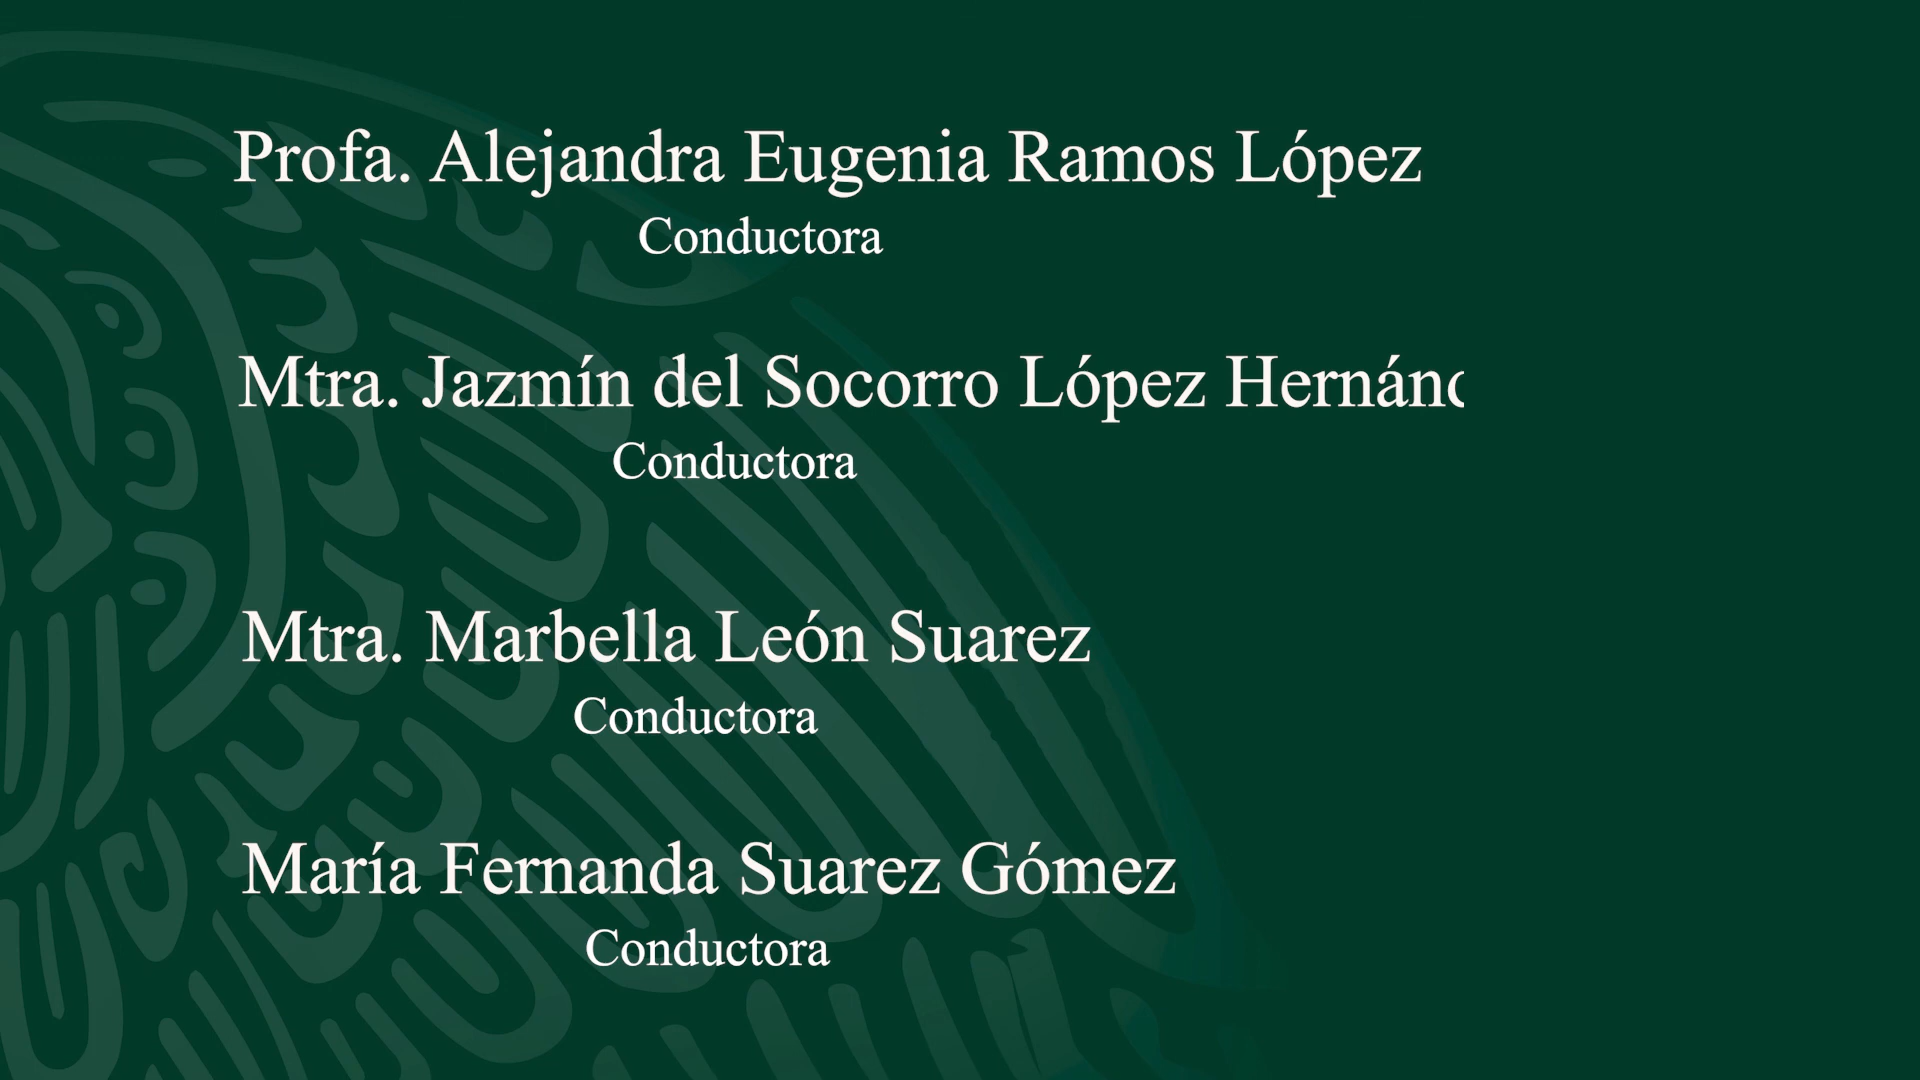 Profa. Alejandra Eugenia Ramos López
Conductora
Mtra. Jazmín del Socorro López
Conductora
Mtra. Marbella León Suarez
Conductora
María Fernanda Suarez Gómez
Conductora